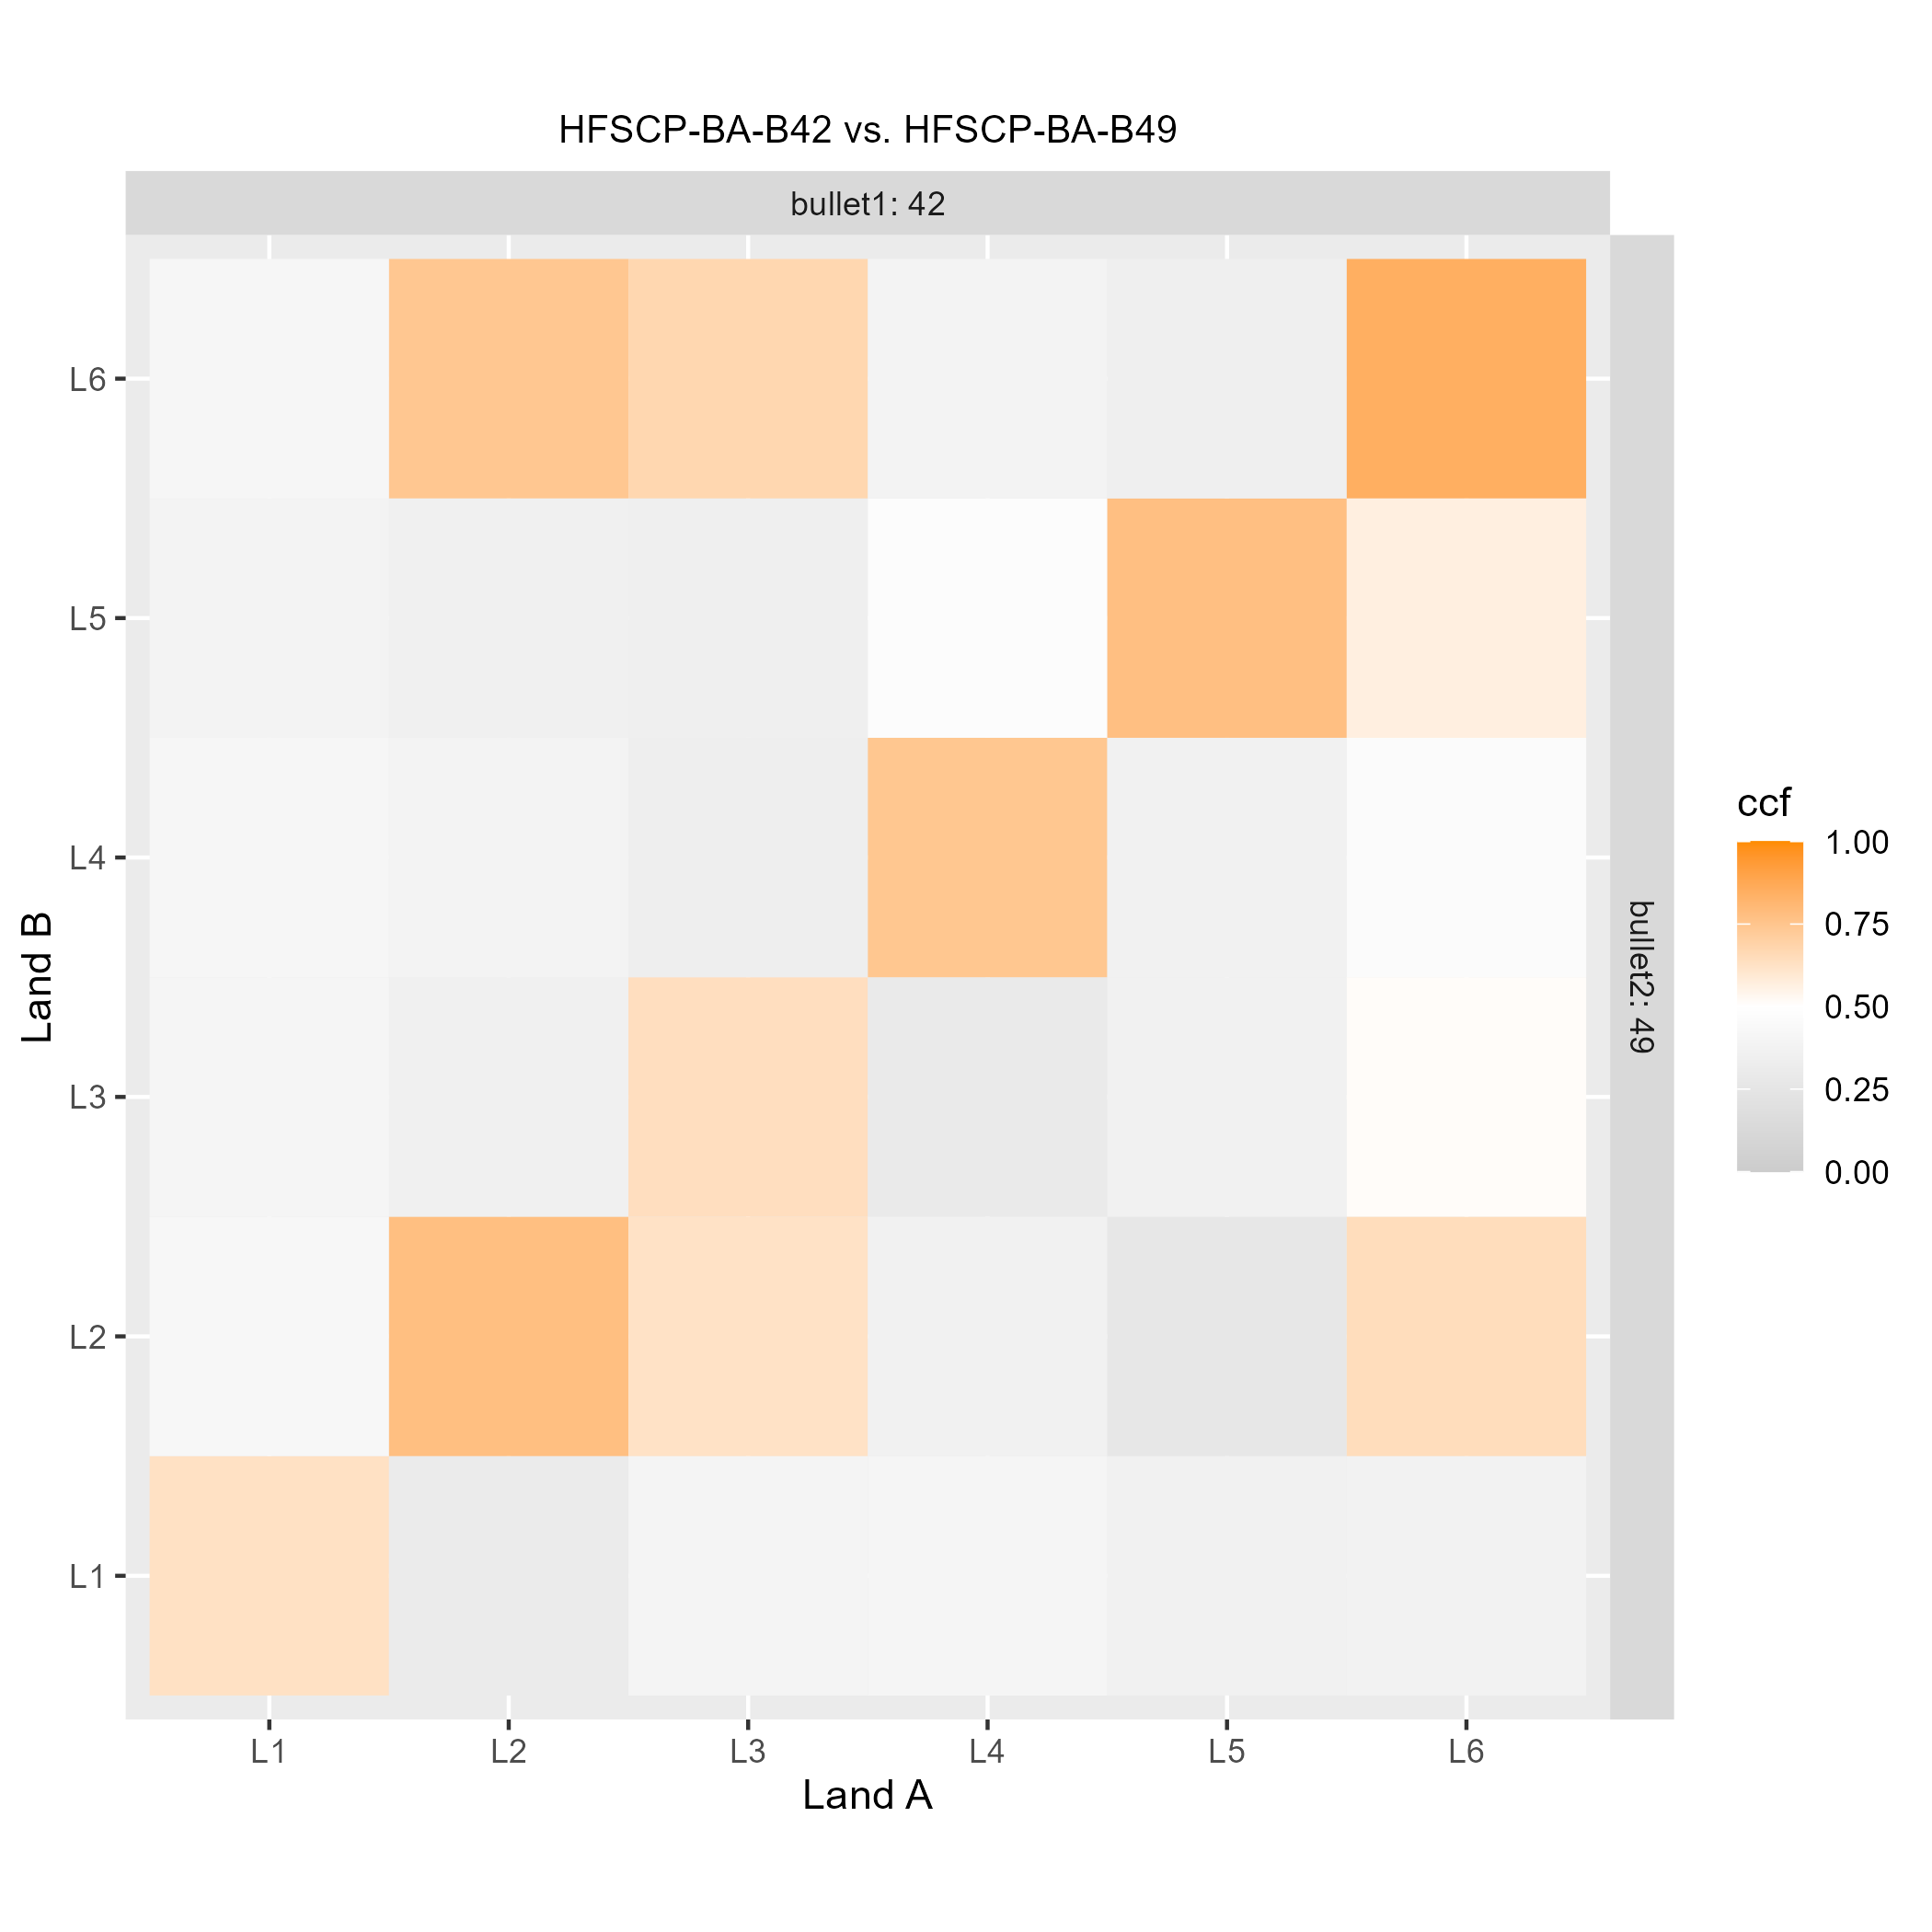 HFSCP-BA-B42 vs. HFSCP-BA-B49
bullet1: 42
L6
L5
L4
L3
L2
L1
Land B
bullet2: 49
L1 L2 L3 L4 L5 L6
Land A
ccf
1.00
0.75
0.50
0.25
0.00